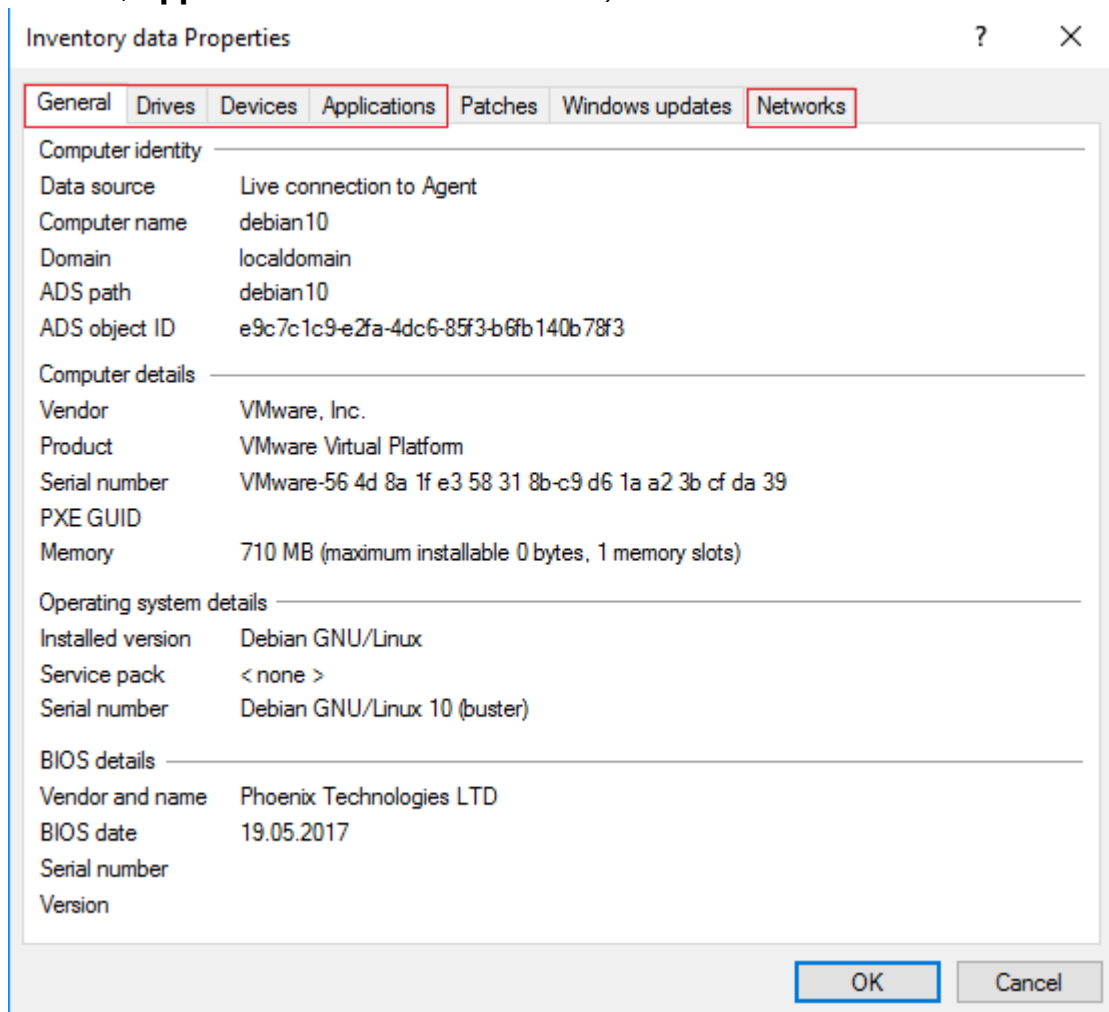 Inventory data Properties ? ×
General Drives Devices Applications Patches Windows updates Networks
Computer identity
Data source Live connection to Agent
Computer name debian10
Domain localdomain
ADS path debian10
ADS object ID e9c7c1c9-e2fa-4dc6-85f3-b6fb140b78f3
Computer details
Vendor VMware, Inc.
Product VMware Virtual Platform
Serial number VMware-56 4d 8a 1f e3 58 31 8b-c9 d6 1a a2 3b cf da 39
PXE GUID
Memory 710 MB (maximum installable 0 bytes, 1 memory slots)
Operating system details
Installed version Debian GNU/Linux
Service pack < none >
Serial number Debian GNU/Linux 10 (buster)
BIOS details
Vendor and name Phoenix Technologies LTD
BIOS date 19.05.2017
Serial number
Version
OK Cancel